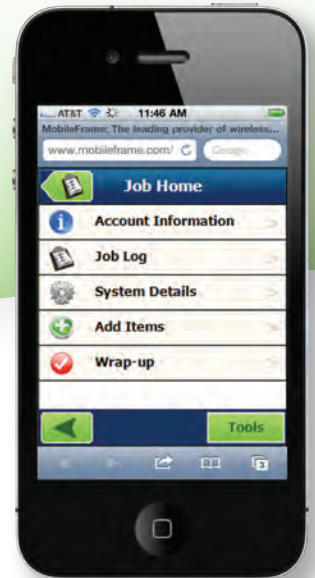 AT&T 11:46 AM
MobileFrame: The leading provider of wireless...
www.mobileframe.com/ Google
Job Home
Account Information
Job Log
System Details
Add Items
Wrap-up
Tools
3